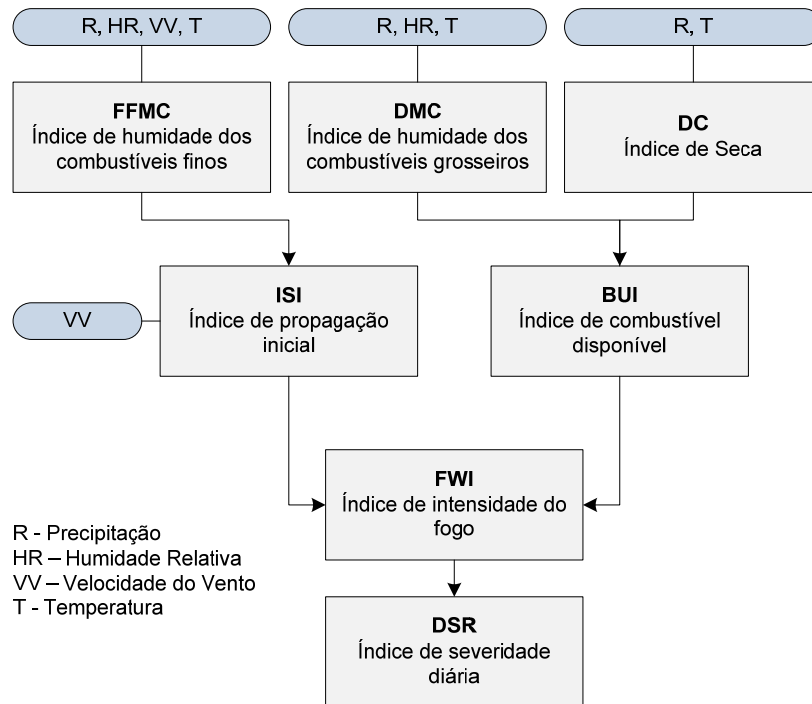 R, HR, VV, T
R, HR, T
R, T
FFMC
Índice de humidade dos
combustíveis finos
DMC
Índice de humidade dos
combustíveis grosseiros
DC
Índice de Seca
VV
ISI
Índice de propagação
inicial
BUI
Índice de combustível
disponível
FWI
Índice de intensidade do
fogo
R - Precipitação
HR – Humidade Relativa
VV – Velocidade do Vento
T - Temperatura
DSR
Índice de severidade
diária